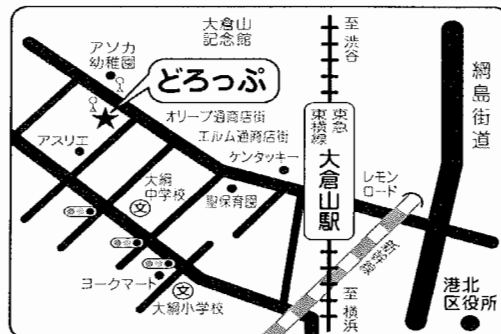 アソカ
幼稚園
大倉山
記念館
至渋谷
綱島街道
どろっぷ
オリーブ通商店街
エルム通商店街
東急
東横線
大倉山駅
アスリエ
ケンタッキー
レモン
ロード
大綱
中学校
文
聖保育園
新幹線
ヨークマート
文
大綱小学校
至横浜
港北
区役所